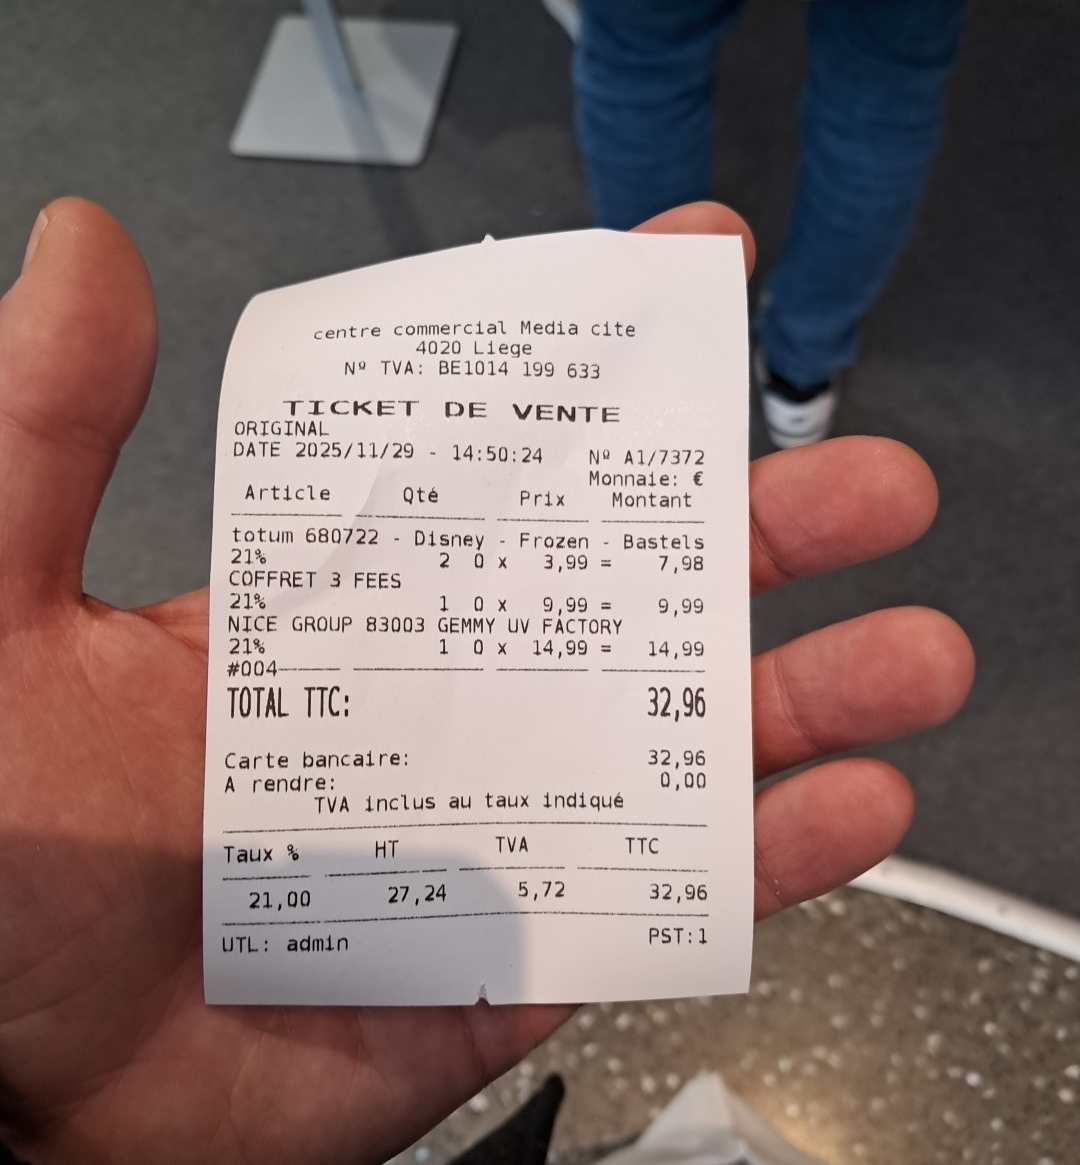 centre commercial Media cite
4020 Liege
Nº TVA: BE1014 199 633
TICKET DE VENTE
ORIGINAL
DATE 2025/11/29 - 14:50:24 Nº A1/7372
Monnaie: €
Article Qté Prix Montant
totum 680722 - Disney - Frozen - Bastels
21% 2 0 x 3,99 = 7,98
COFFRET 3 FEES
21% 1 0 x 9,99 = 9,99
NICE GROUP 83003 GEMMY UV FACTORY
21% 1 0 x 14,99 = 14,99
#004
TOTAL TTC: 32,96
Carte bancaire: 32,96
A rendre: 0,00
TVA inclus au taux indiqué
Taux % HT TVA TTC
21,00 27,24 5,72 32,96
UTL: admin PST:1